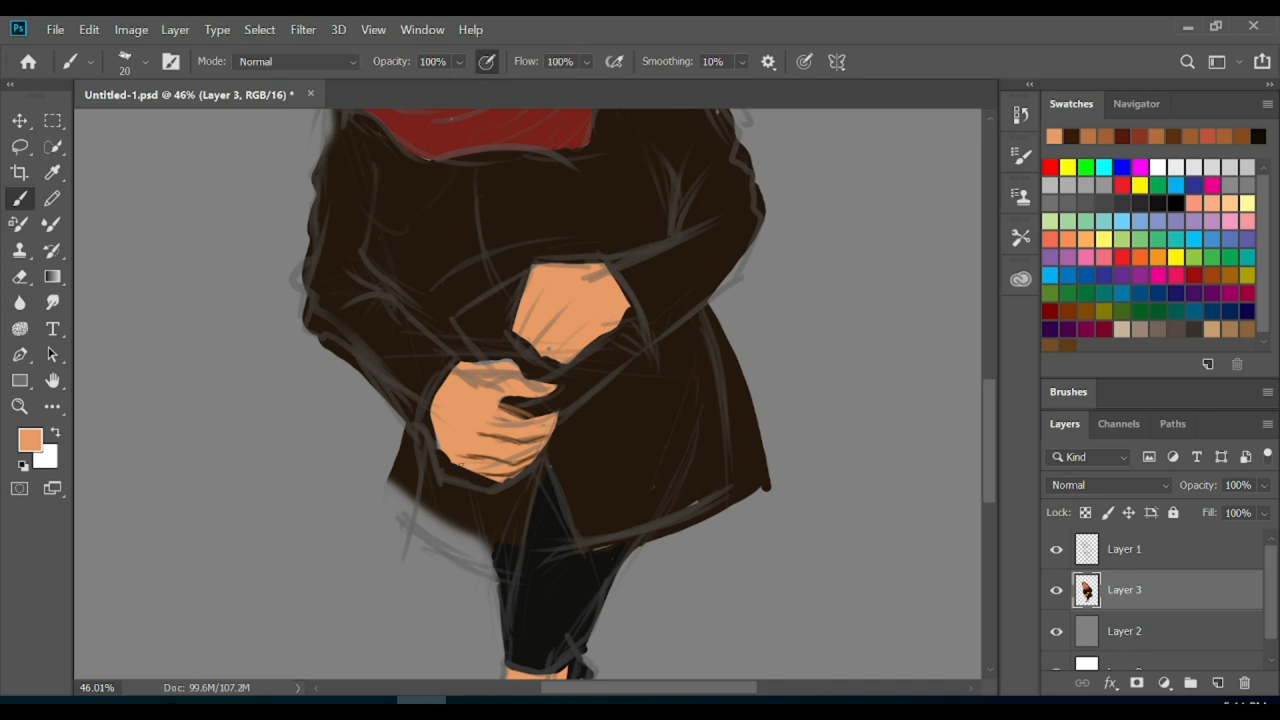 Ps File Edit Image Layer Type Select Filter 3D View Window Help
20 Mode: Normal Opacity: 100% Flow: 100% Smoothing: 10%
Untitled-1.psd @ 46% (Layer 3, RGB/16) *
Swatches Navigator
Brushes
Layers Channels Paths
Kind
Normal Opacity: 100%
Lock: Fill: 100%
Layer 1
Layer 3
Layer 2
fx
46.01% Doc: 99.6M/107.2M